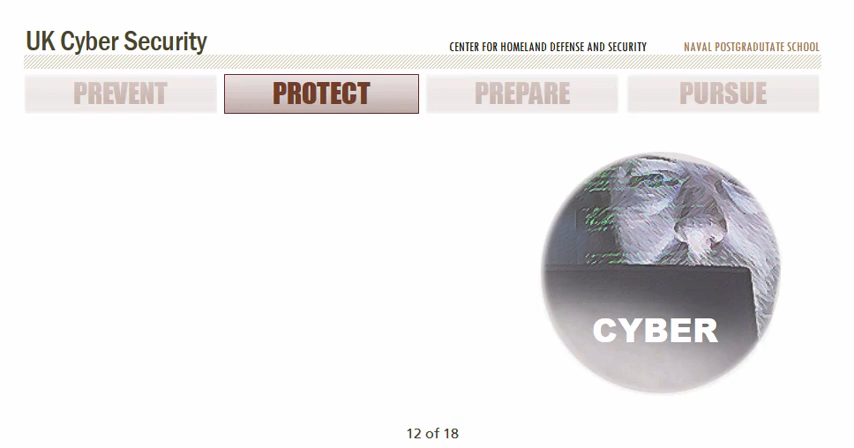 UK Cyber Security
CENTER FOR HOMELAND DEFENSE AND SECURITY NAVAL POSTGRADUTATE SCHOOL
PREVENT PROTECT PREPARE PURSUE
CYBER
12 of 18